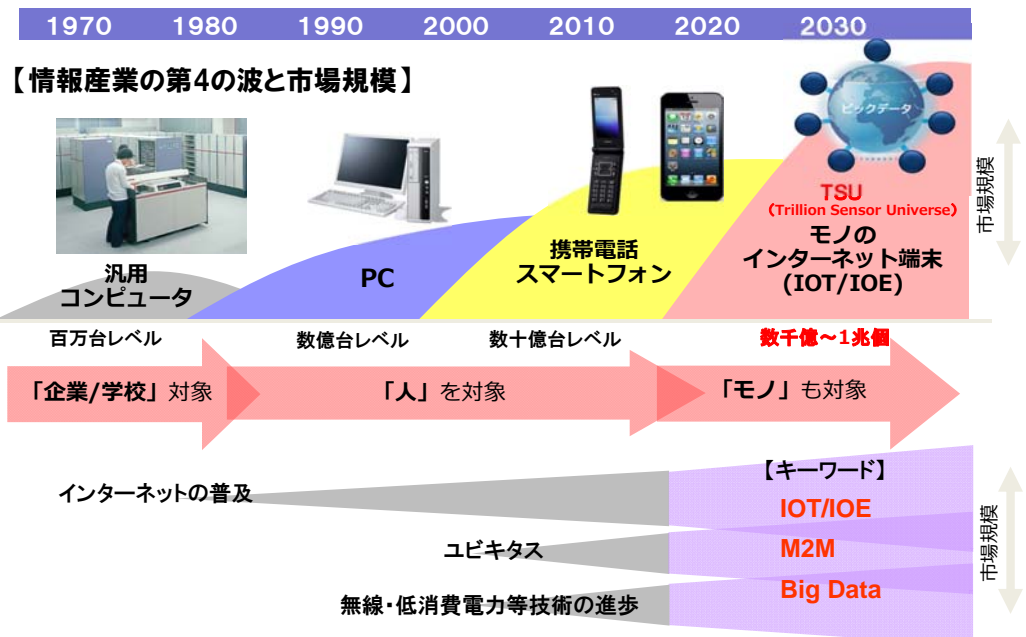 1970 1980 1990 2000 2010 2020 2030
【情報産業の第4の波と市場規模】
ビックデータ
TSU
（Trillion Sensor Universe）
市場規模
汎用
コンピュータ
PC
携帯電話
スマートフォン
モノの
インターネット端末
(IOT/IOE)
百万台レベル
数億台レベル
数十億台レベル
数千億～1兆個
「企業/学校」対象
「人」を対象
「モノ」も対象
【キーワード】
インターネットの普及
IOT/IOE
ユビキタス
M2M
市場規模
Big Data
無線・低消費電力等技術の進歩